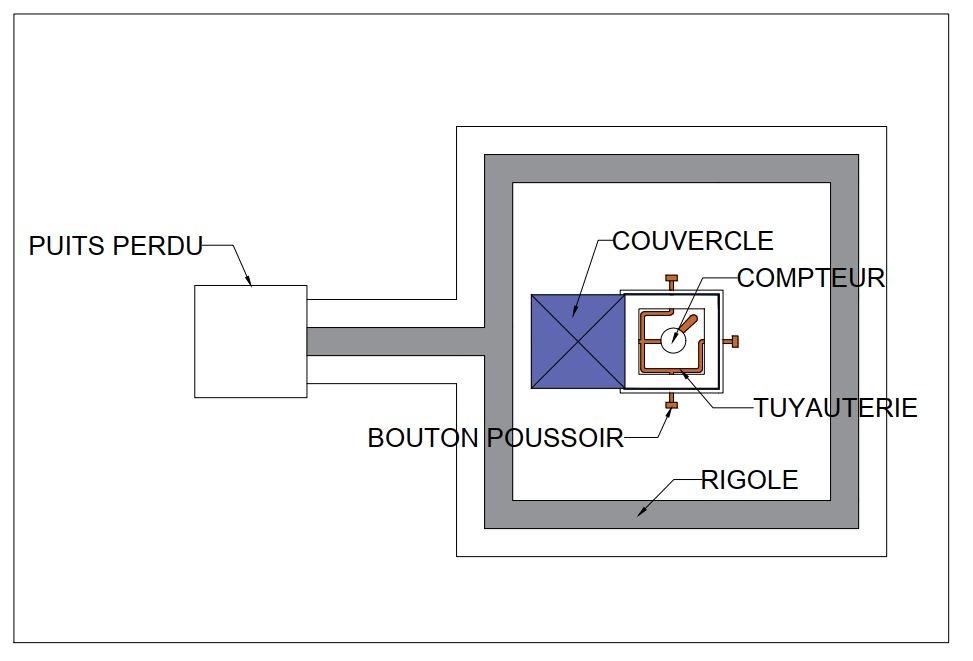 PUITS PERDU
COUVERCLE
COMPTEUR
TUYAUTERIE
BOUTON POUSSOIR
RIGOLE